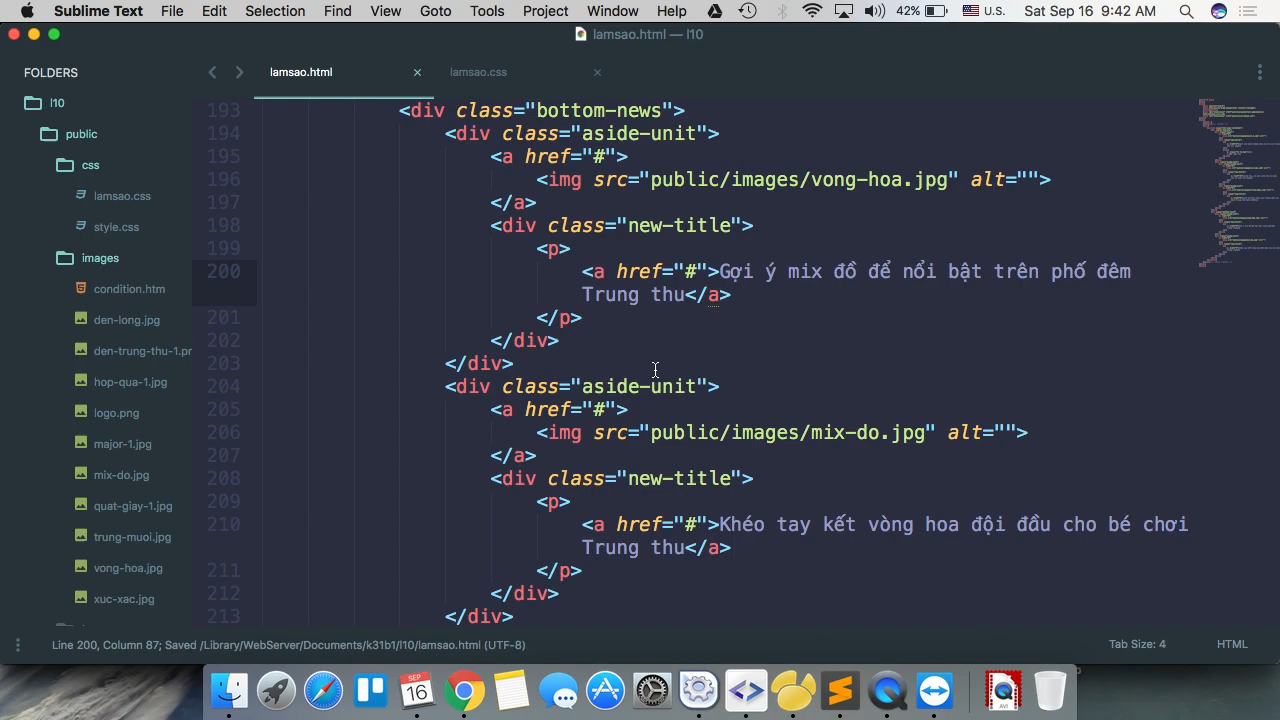 Sublime Text File Edit Selection Find View Goto Tools Project Window Help 42% U.S. Sat Sep 16 9:42 AM
lamsao.html — l10
FOLDERS
l10
public
css
lamsao.css
style.css
images
condition.htm
den-long.jpg
den-trung-thu-1.pr
hop-qua-1.jpg
logo.png
major-1.jpg
mix-do.jpg
quat-giay-1.jpg
trung-muoi.jpg
vong-hoa.jpg
xuc-xac.jpg
lamsao.html lamsao.css
193 <div class="bottom-news">
194 <div class="aside-unit">
195 <a href="#">
196 <img src="public/images/vong-hoa.jpg" alt="">
197 </a>
198 <div class="new-title">
199 <p>
200 <a href="#">Gợi ý mix đồ để nổi bật trên phố đêm
Trung thu</a>
201 </p>
202 </div>
203 </div>
204 <div class="aside-unit">
205 <a href="#">
206 <img src="public/images/mix-do.jpg" alt="">
207 </a>
208 <div class="new-title">
209 <p>
210 <a href="#">Khéo tay kết vòng hoa đội đầu cho bé chơi
Trung thu</a>
211 </p>
212 </div>
213 </div>
Line 200, Column 87; Saved /Library/WebServer/Documents/k31b1/l10/lamsao.html (UTF-8) Tab Size: 4 HTML
SEP
16
AVI